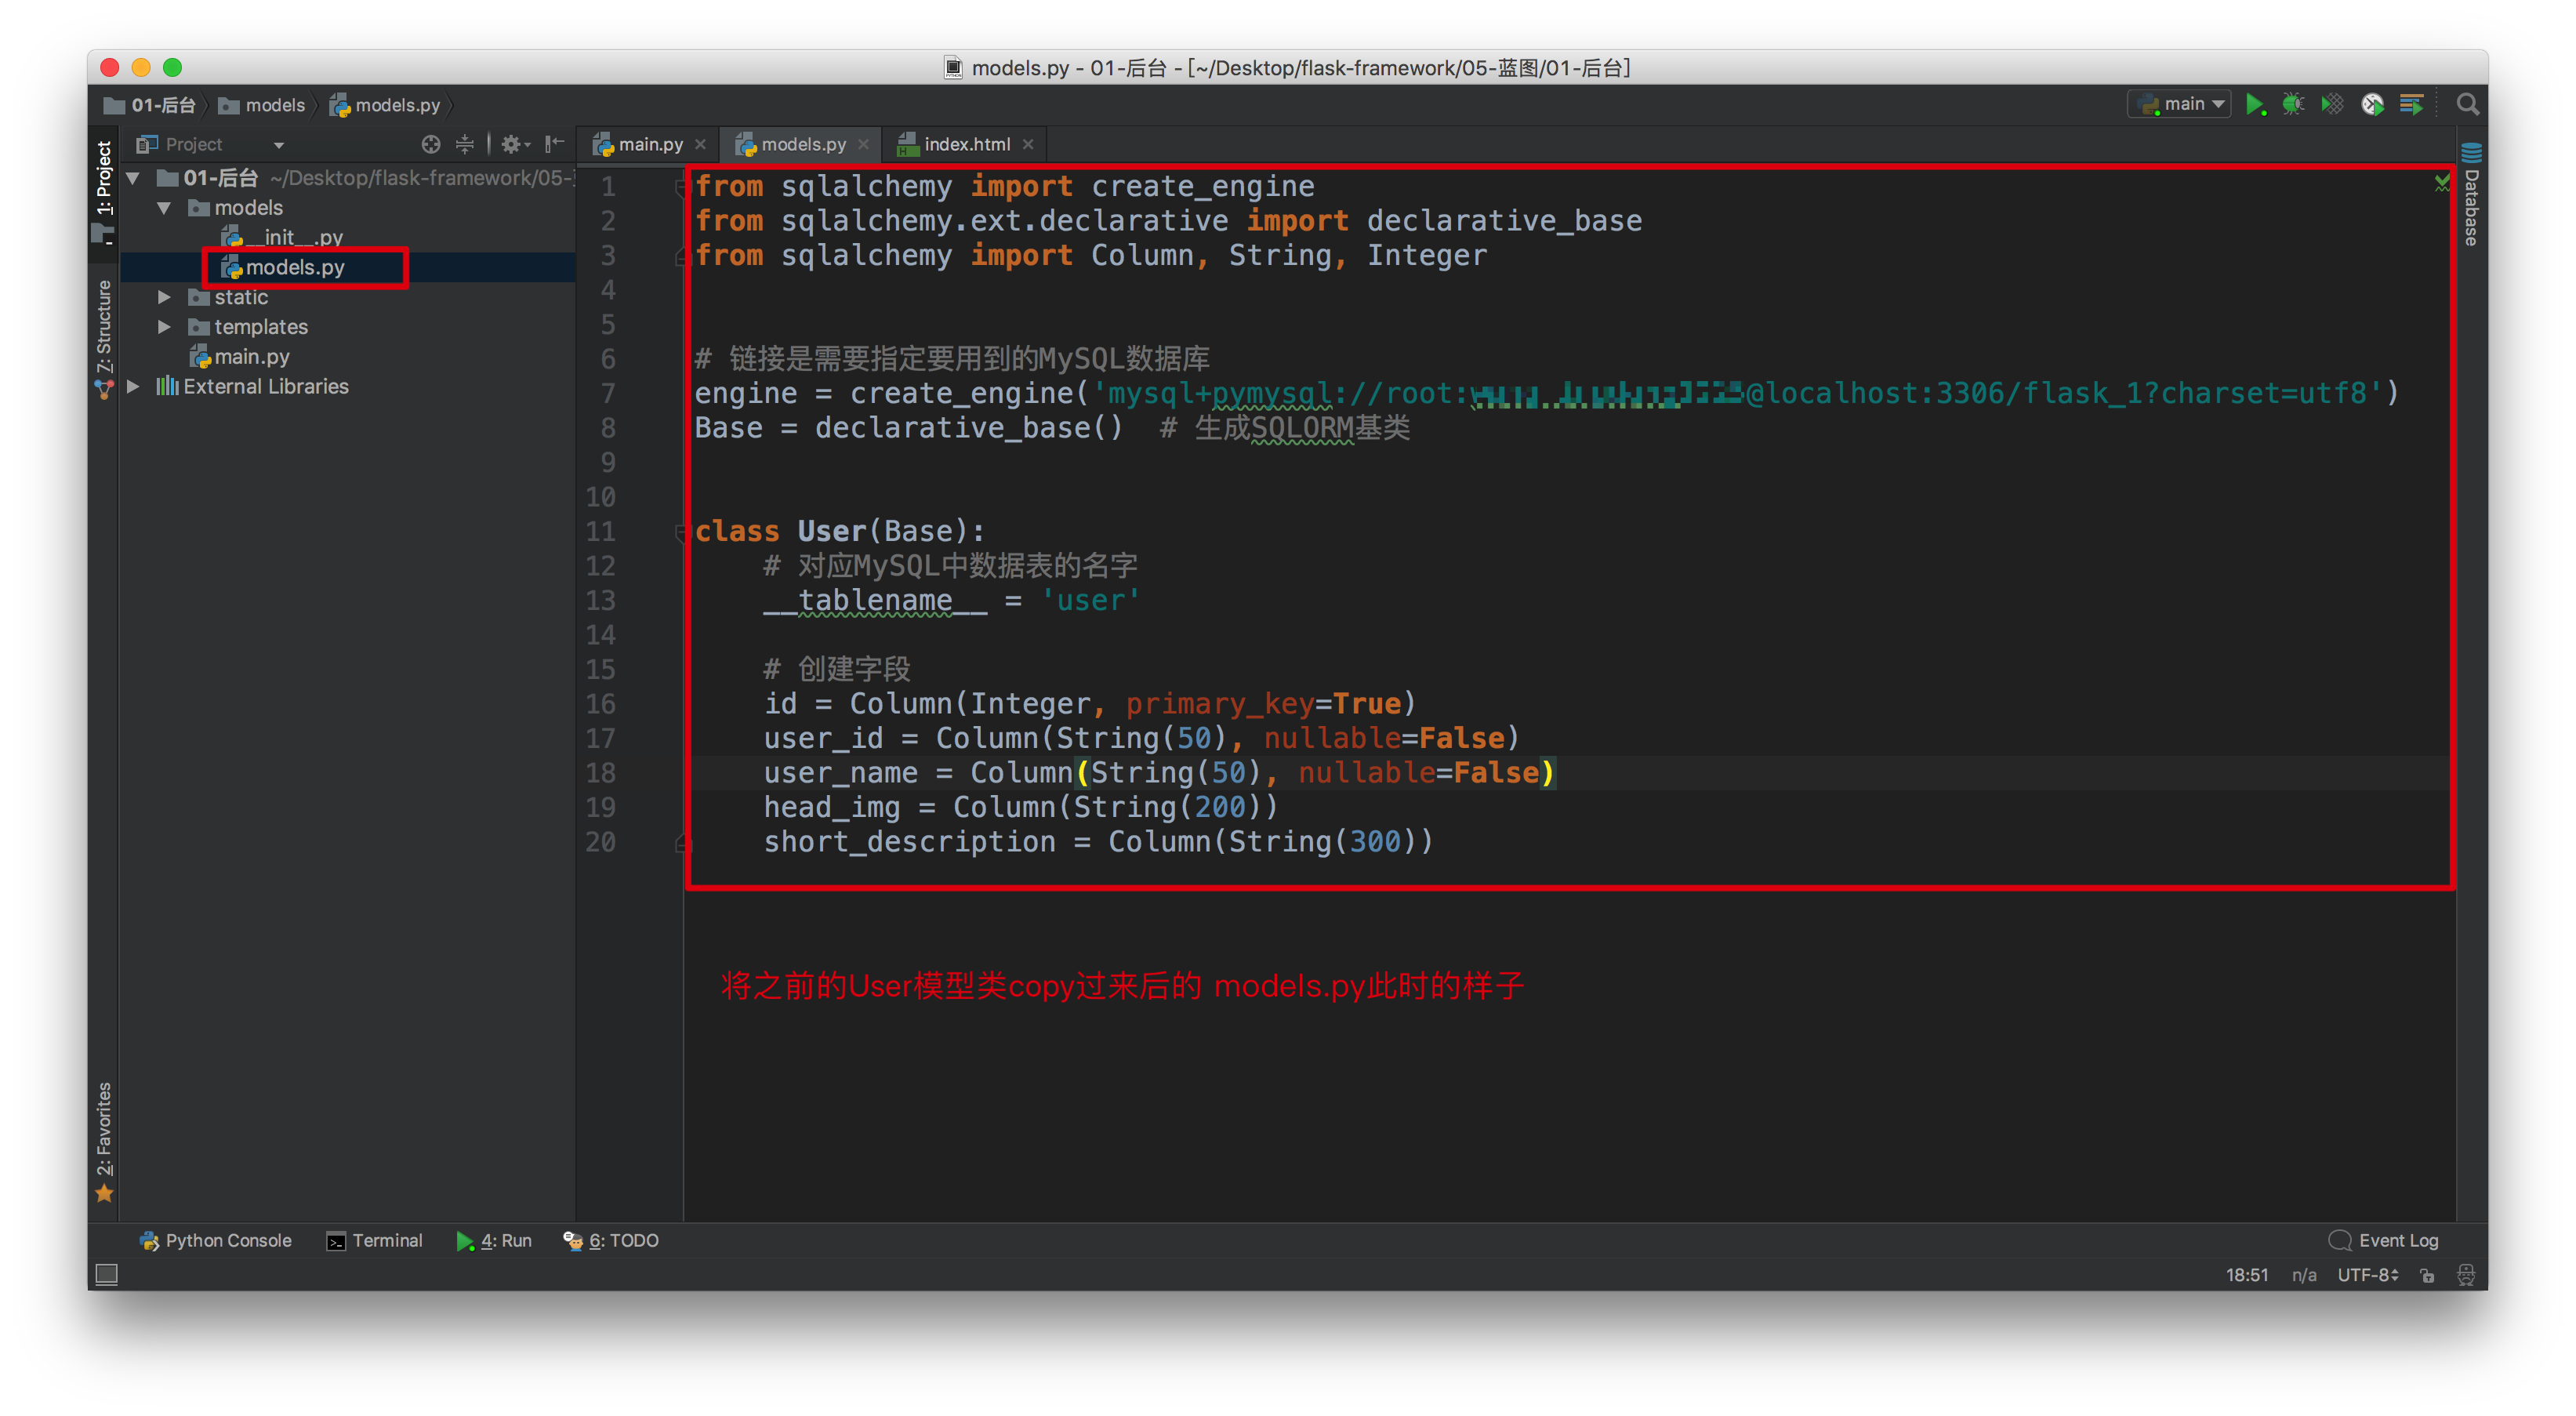 models.py - 01-后台 - [~/Desktop/flask-framework/05-蓝图/01-后台]
01-后台 models models.py
main
Project
main.py
models.py
index.html
1: Project
7: Structure
2: Favorites
Database
01-后台 ~/Desktop/flask-framework/05-
models
__init__.py
models.py
static
templates
main.py
External Libraries
1 from sqlalchemy import create_engine
2 from sqlalchemy.ext.declarative import declarative_base
3 from sqlalchemy import Column, String, Integer
4
5
6 # 链接是需要指定要用到的MySQL数据库
7 engine = create_engine('mysql+pymysql://root:@localhost:3306/flask_1?charset=utf8')
8 Base = declarative_base()  # 生成SQLORM基类
9
10
11 class User(Base):
12     # 对应MySQL中数据表的名字
13     __tablename__ = 'user'
14
15     # 创建字段
16     id = Column(Integer, primary_key=True)
17     user_id = Column(String(50), nullable=False)
18     user_name = Column(String(50), nullable=False)
19     head_img = Column(String(200))
20     short_description = Column(String(300))
将之前的User模型类copy过来后的 models.py此时的样子
Python Console
Terminal
4: Run
6: TODO
Event Log
18:51 n/a UTF-8